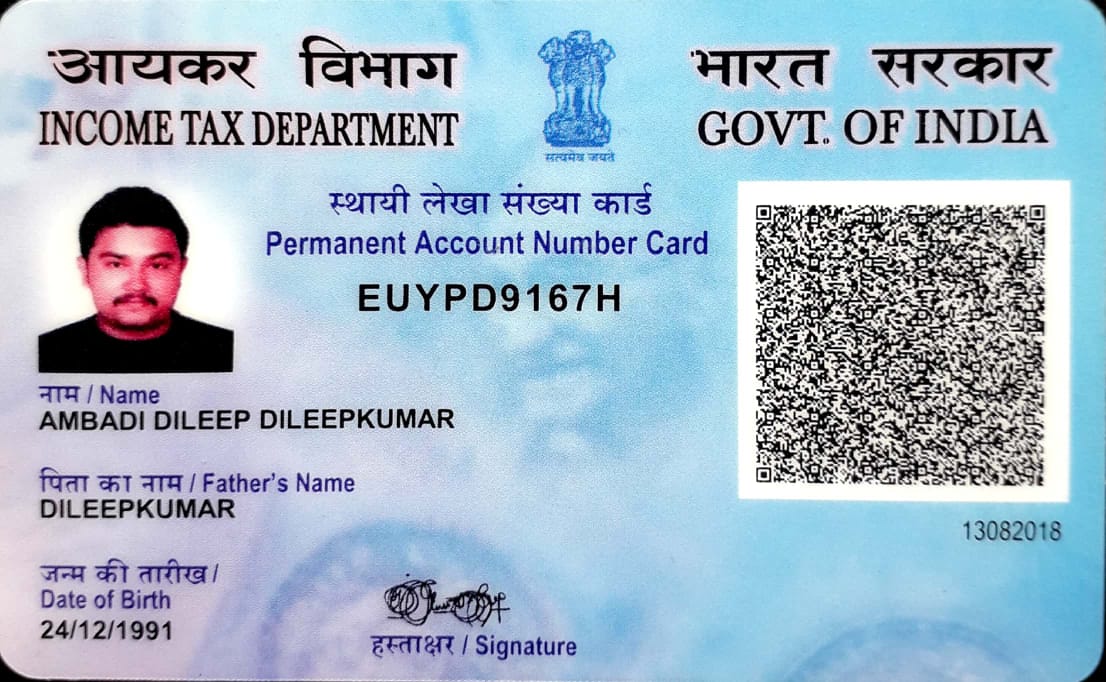 आयकर विभाग
INCOME TAX DEPARTMENT
सत्यमेव जयते
भारत सरकार
GOVT. OF INDIA
स्थायी लेखा संख्या कार्ड
Permanent Account Number Card
EUYPD9167H
नाम / Name
AMBADI DILEEP DILEEPKUMAR
पिता का नाम / Father's Name
DILEEPKUMAR
13082018
जन्म की तारीख /
Date of Birth
24/12/1991
हस्ताक्षर / Signature